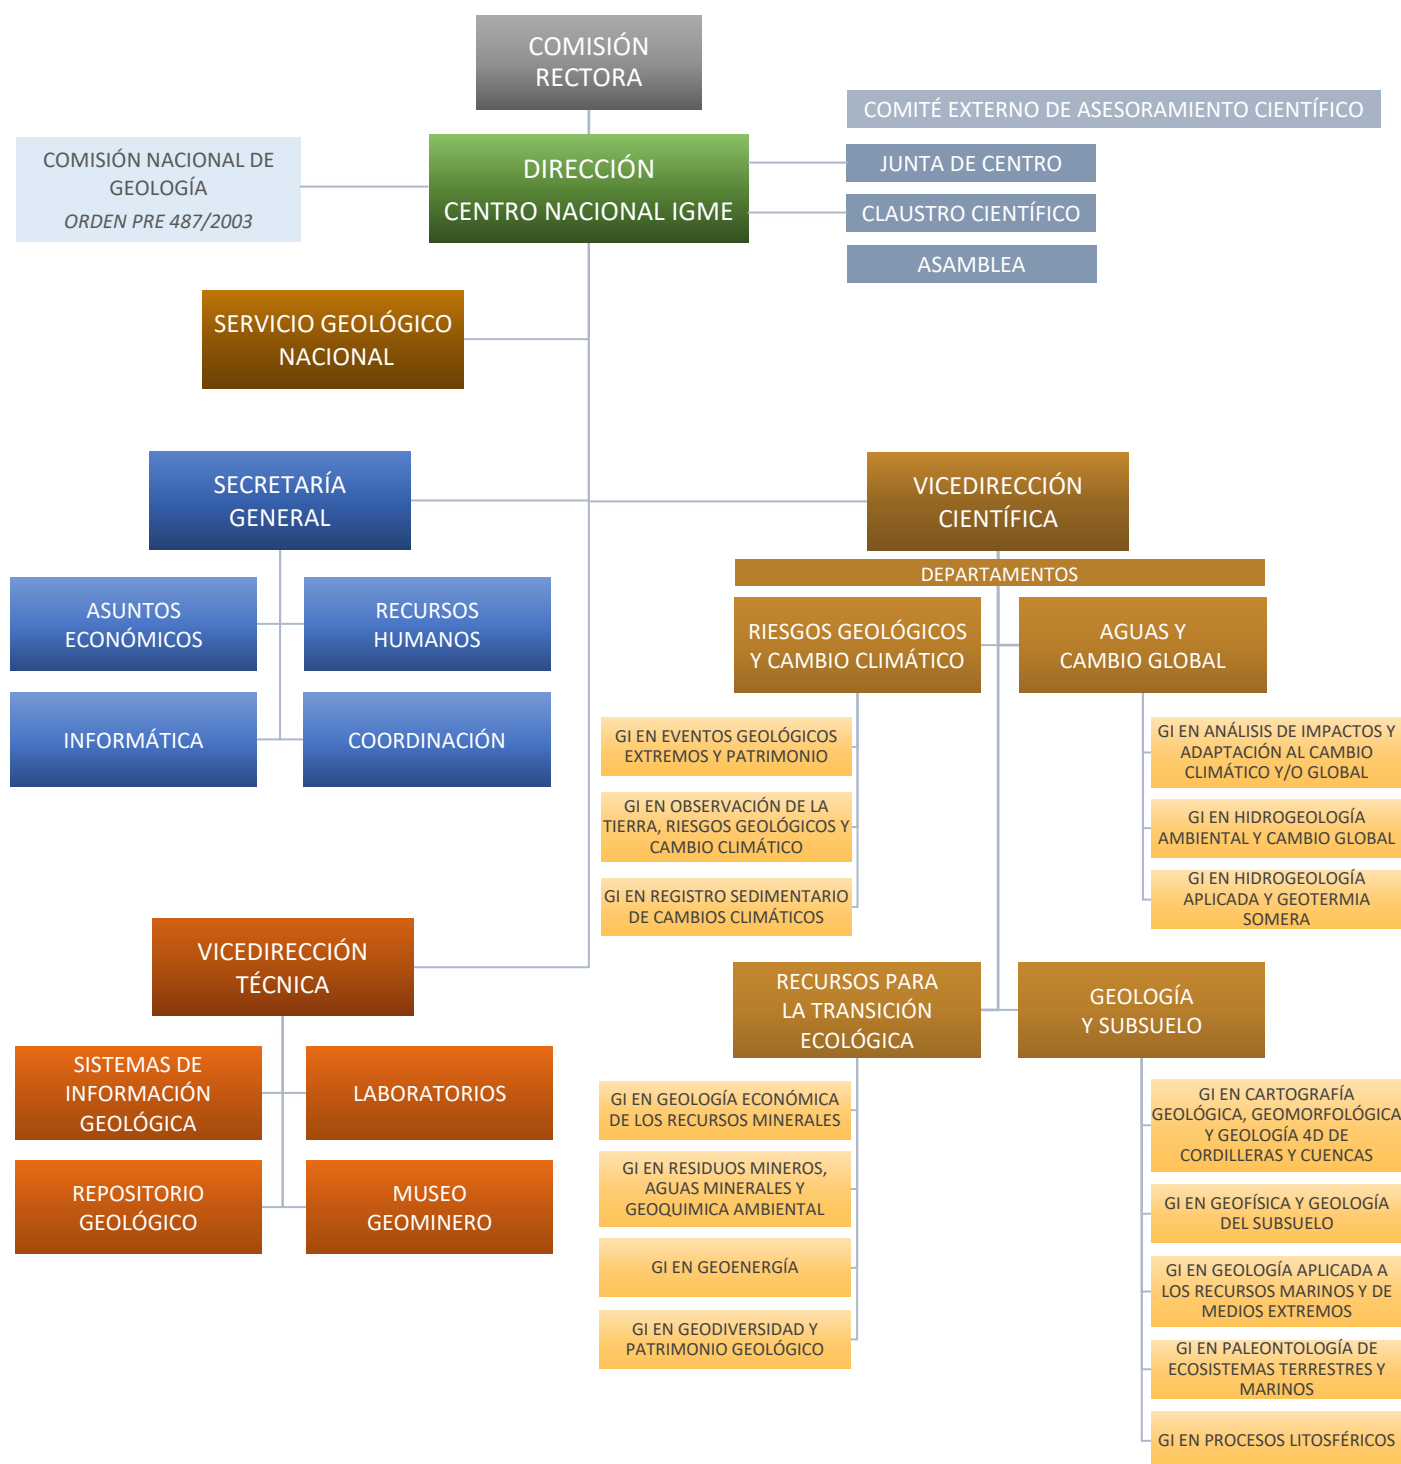 COMISIÓN
RECTORA
COMITÉ EXTERNO DE ASESORAMIENTO CIENTÍFICO
COMISIÓN NACIONAL DE
GEOLOGÍA
ORDEN PRE 487/2003
DIRECCIÓN
CENTRO NACIONAL IGME
JUNTA DE CENTRO
CLAUSTRO CIENTÍFICO
ASAMBLEA
SERVICIO GEOLÓGICO
NACIONAL
SECRETARÍA
GENERAL
VICEDIRECCIÓN
CIENTÍFICA
ASUNTOS
ECONÓMICOS
RECURSOS
HUMANOS
INFORMÁTICA
COORDINACIÓN
DEPARTAMENTOS
RIESGOS GEOLÓGICOS
Y CAMBIO CLIMÁTICO
AGUAS Y
CAMBIO GLOBAL
GI EN EVENTOS GEOLÓGICOS
EXTREMOS Y PATRIMONIO
GI EN OBSERVACIÓN DE LA
TIERRA, RIESGOS GEOLÓGICOS Y
CAMBIO CLIMÁTICO
GI EN REGISTRO SEDIMENTARIO
DE CAMBIOS CLIMÁTICOS
GI EN ANÁLISIS DE IMPACTOS Y
ADAPTACIÓN AL CAMBIO
CLIMÁTICO Y/O GLOBAL
GI EN HIDROGEOLOGÍA
AMBIENTAL Y CAMBIO GLOBAL
GI EN HIDROGEOLOGÍA
APLICADA Y GEOTERMIA
SOMERA
VICEDIRECCIÓN
TÉCNICA
SISTEMAS DE
INFORMACIÓN
GEOLÓGICA
LABORATORIOS
REPOSITORIO
GEOLÓGICO
MUSEO
GEOMINERO
RECURSOS PARA
LA TRANSICIÓN
ECOLÓGICA
GEOLOGÍA
Y SUBSUELO
GI EN GEOLOGÍA ECONÓMICA
DE LOS RECURSOS MINERALES
GI EN RESIDUOS MINEROS,
AGUAS MINERALES Y
GEOQUIMICA AMBIENTAL
GI EN GEOENERGÍA
GI EN GEODIVERSIDAD Y
PATRIMONIO GEOLÓGICO
GI EN CARTOGRAFÍA
GEOLÓGICA, GEOMORFOLÓGICA
Y GEOLOGÍA 4D DE
CORDILLERAS Y CUENCAS
GI EN GEOFÍSICA Y GEOLOGÍA
DEL SUBSUELO
GI EN GEOLOGÍA APLICADA A
LOS RECURSOS MARINOS Y DE
MEDIOS EXTREMOS
GI EN PALEONTOLOGÍA DE
ECOSISTEMAS TERRESTRES Y
MARINOS
GI EN PROCESOS LITOSFÉRICOS